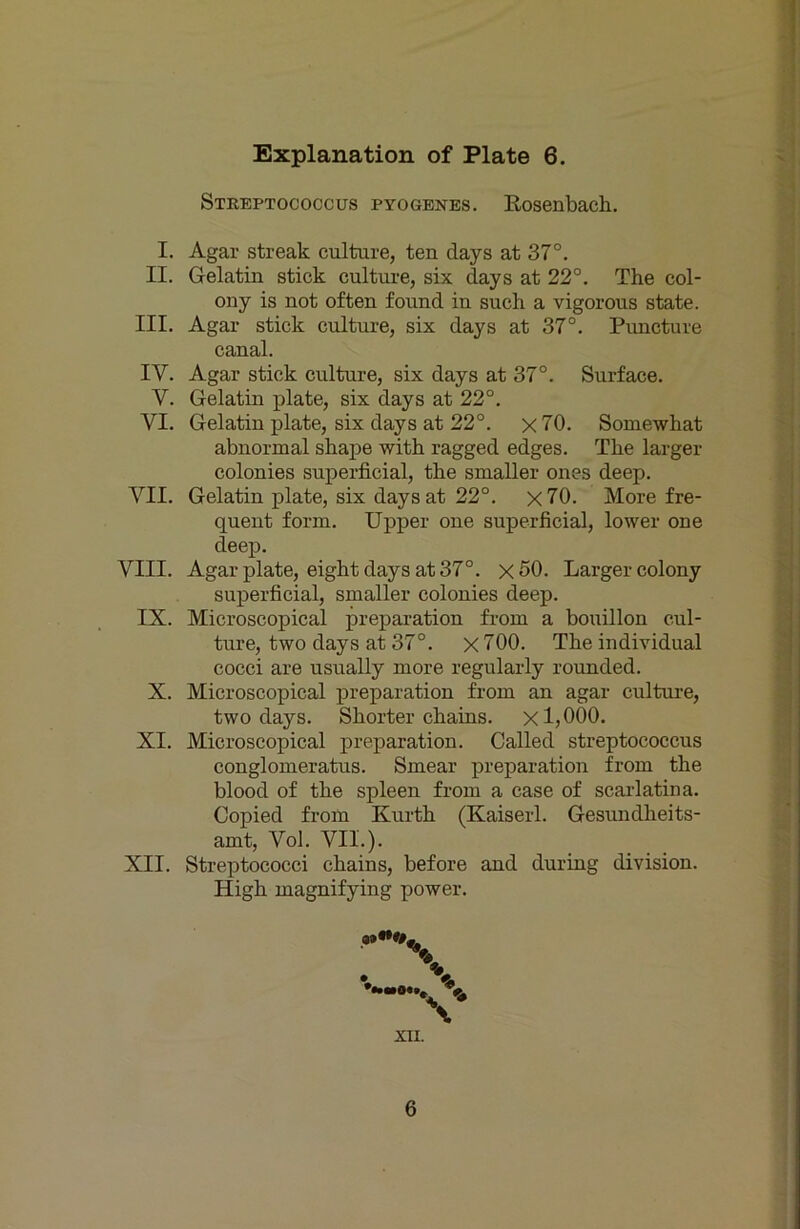 Explanation of Plate 6.
Streptococcus pyogenes. Rosenbach.
I. Agar streak culture, ten days at 37°.
II. Gelatin stick culture, six days at 22°. The col-
ony is not often found in such a vigorous state.
III. Agar stick culture, six days at 37°. Puncture
canal.
IV. Agar stick culture, six days at 37°. Surface.
V. Gelatin plate, six days at 22°.
VI. Gelatin plate, six days at 22°. ×70. Somewhat
abnormal shape with ragged edges. The larger
colonies superficial, the smaller ones deep.
VII. Gelatin plate, six days at 22°. ×70. More fre-
quent form. Upper one superficial, lower one
deep.
VIII. Agar plate, eight days at 37°. ×50. Larger colony
superficial, smaller colonies deep.
IX. Microscopical preparation from a bouillon cul-
ture, two days at 37°. ×700. The individual
cocci are usually more regularly rounded.
X. Microscopical preparation from an agar culture,
two days. Shorter chains. ×1,000.
XI. Microscopical preparation. Called streptococcus
conglomeratus. Smear preparation from the
blood of the spleen from a case of scarlatina.
Copied from Kurth (Kaiserl. Gesundheits-
amt, Vol. VII.).
XII. Streptococci chains, before and during division.
High magnifying power.
XII.
6